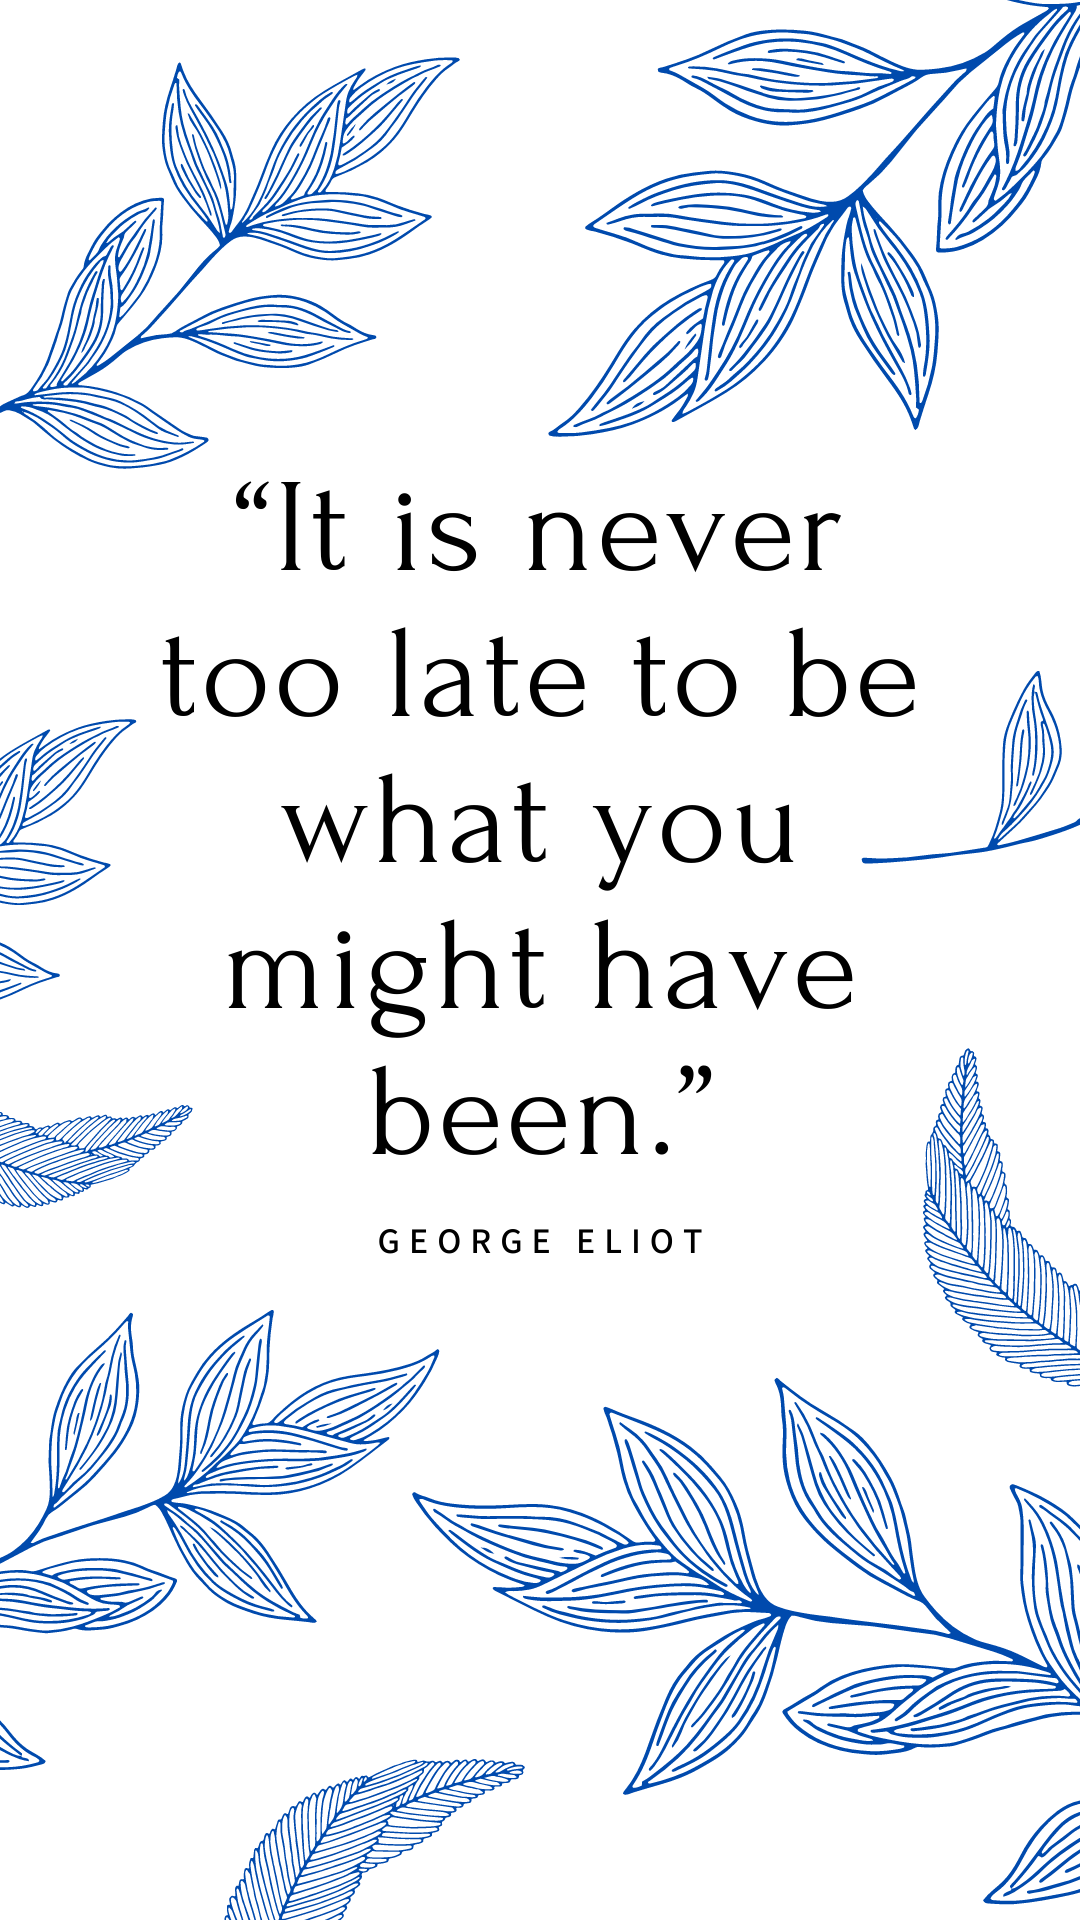 “It is never
too late to be
what you
might have
been.”
GEORGE ELIOT